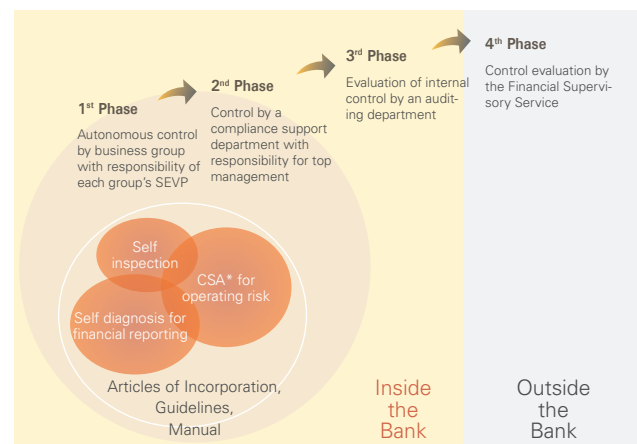 1st Phase
Autonomous control
by business group
with responsibility of
each group's SEVP
2nd Phase
Control by a
compliance support
department with
responsibility for top
management
3rd Phase
Evaluation of internal
control by an audit-
ing department
4th Phase
Control evaluation by
the Financial Supervi-
sory Service
Self
inspection
CSA* for
operating risk
Self diagnosis for
financial reporting
Articles of Incorporation,
Guidelines,
Manual
Inside
the
Bank
Outside
the
Bank